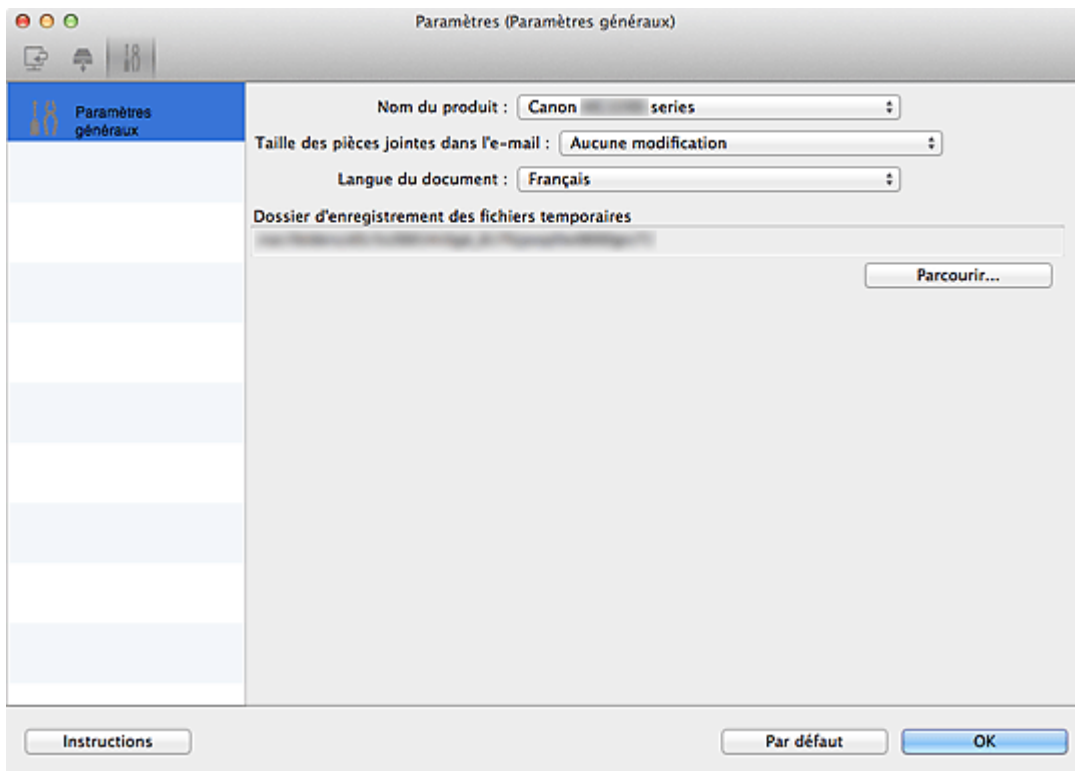 Paramètres (Paramètres généraux)
Paramètres
généraux
Nom du produit : Canon series
Taille des pièces jointes dans l'e-mail : Aucune modification
Langue du document : Français
Dossier d'enregistrement des fichiers temporaires
Parcourir...
Instructions
Par défaut
OK